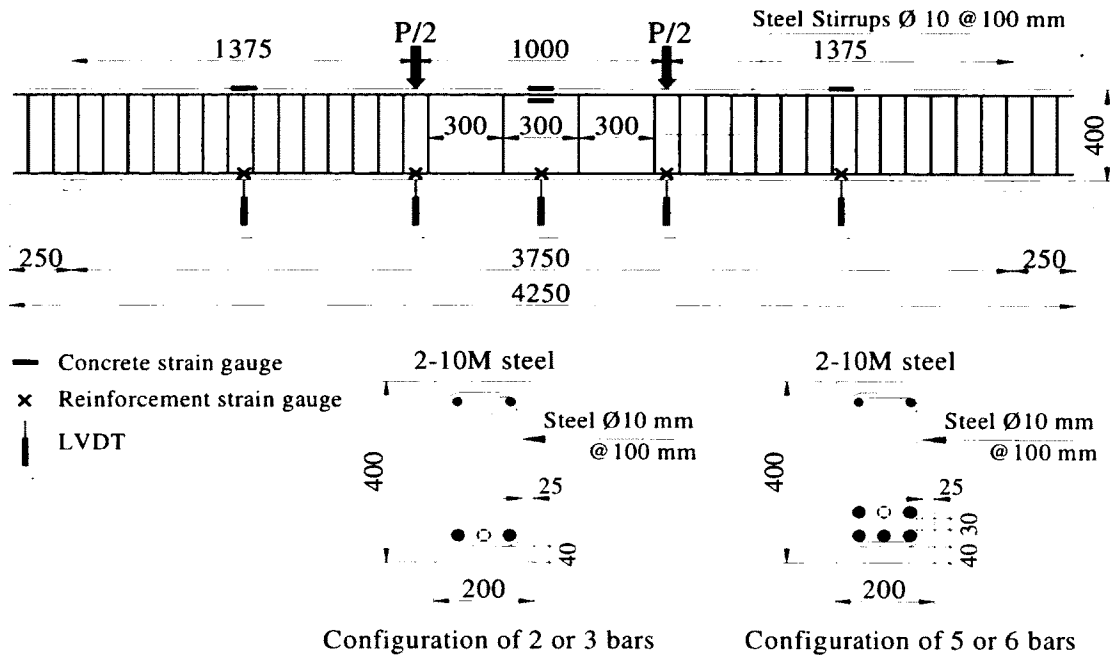 Steel Stirrups Ø 10 @100 mm
P/2 P/2
1375 1000 1375
300 300 300
400
250 3750 250
4250
Concrete strain gauge
Reinforcement strain gauge
LVDT
2-10M steel
Steel Ø10 mm
@100 mm
400
25
40
200
Configuration of 2 or 3 bars
2-10M steel
Steel Ø10 mm
@100 mm
400
25
30
40
200
Configuration of 5 or 6 bars